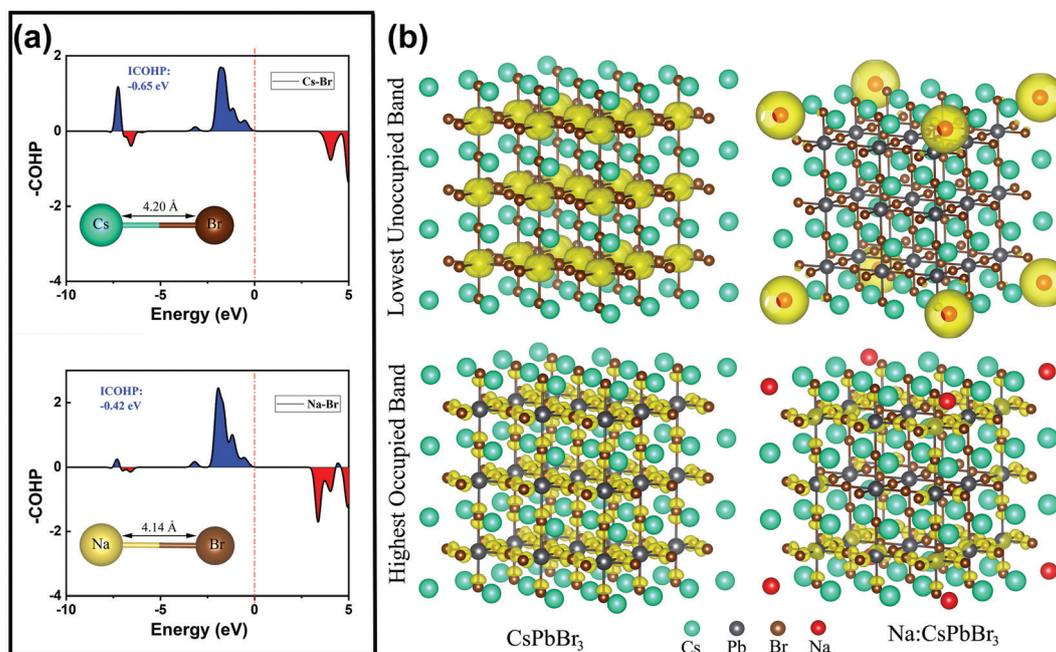 (a)
2
0
-2
-4
-COHP
ICOHP:
-0.65 eV
Cs-Br
4.20 Å
Cs
Br
-10
-5
0
5
Energy (eV)
2
0
-2
-4
-COHP
ICOHP:
-0.42 eV
Na-Br
4.14 Å
Na
Br
-10
-5
0
5
Energy (eV)
(b)
Lowest Unoccupied Band
Highest Occupied Band
CsPbBr₃
Cs Pb Br Na
Na:CsPbBr₃